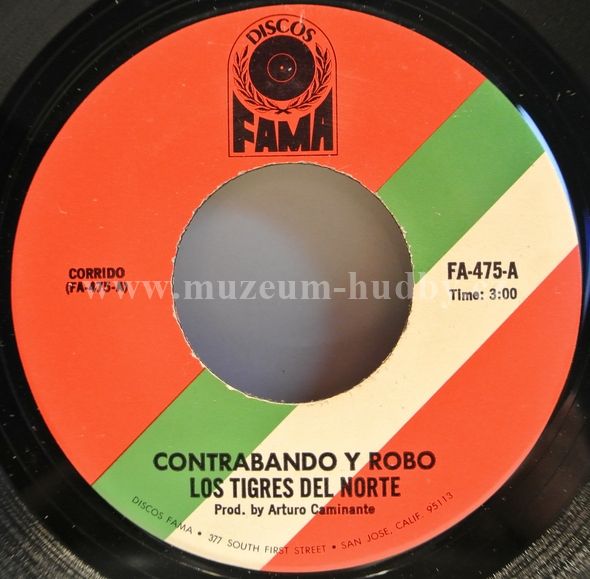 DISCOS
FAMA
CORRIDO
(FA-475-A)
FA-475-A
Time: 3:00
www.muzeum-hudby.cz
CONTRABANDO Y ROBO
LOS TIGRES DEL NORTE
Prod. by Arturo Caminante
DISCOS FAMA • 377 SOUTH FIRST STREET • SAN JOSE, CALIF. 95113